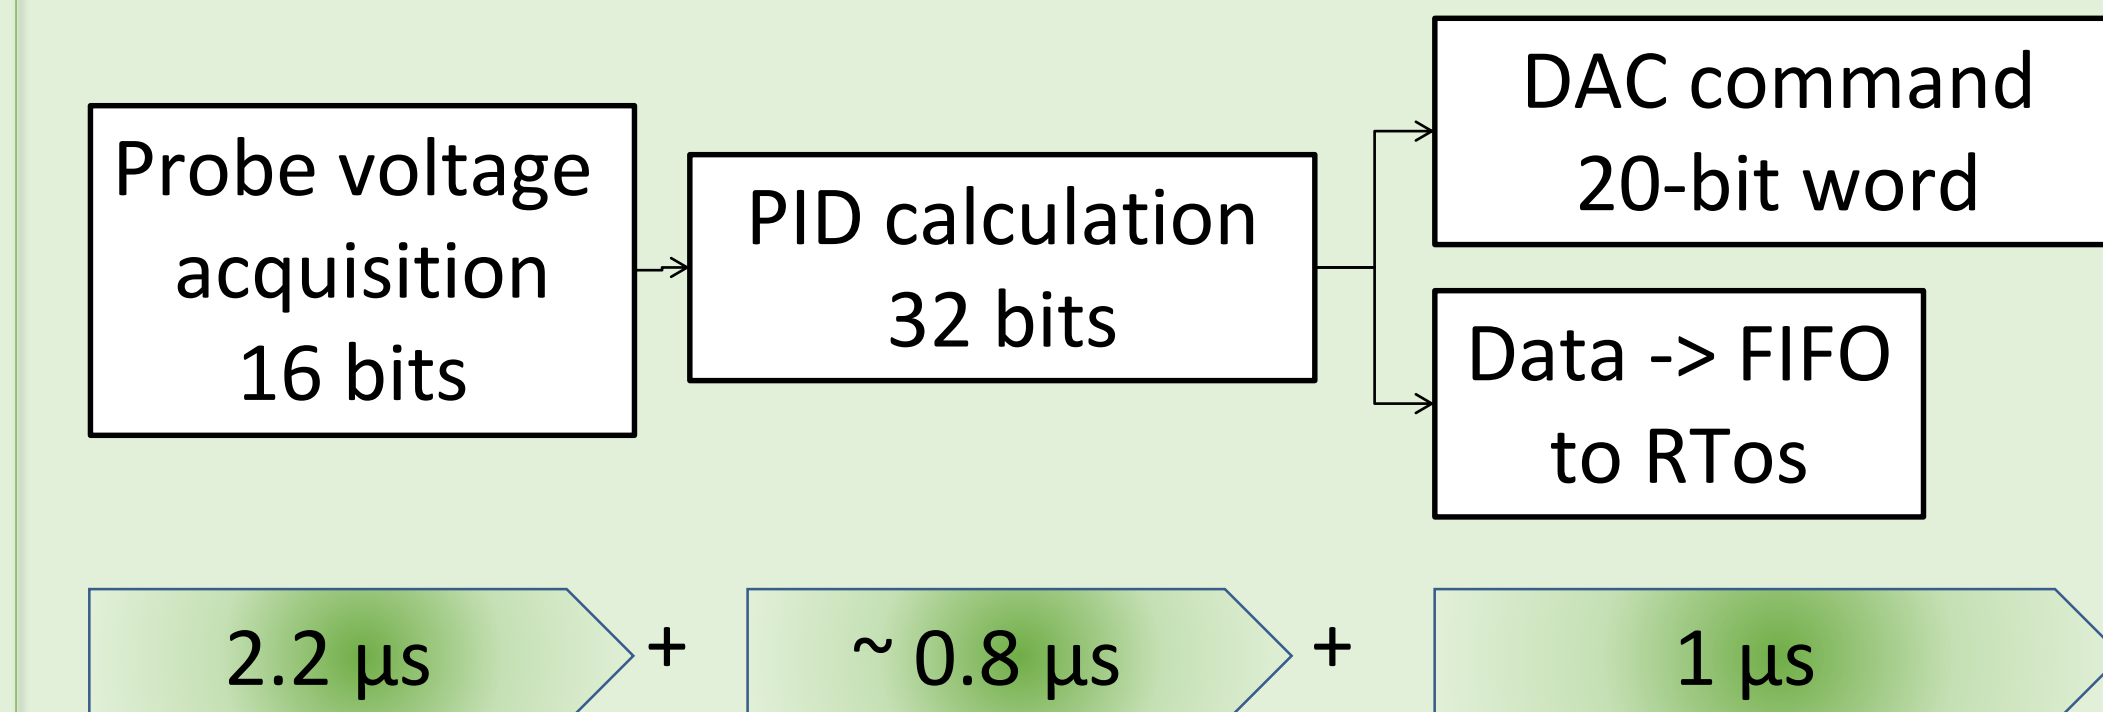 Probe voltage
acquisition
16 bits
PID calculation
32 bits
DAC command
20-bit word
Data -> FIFO
to RTos
2.2 µs
+
~ 0.8 µs
+
1 µs